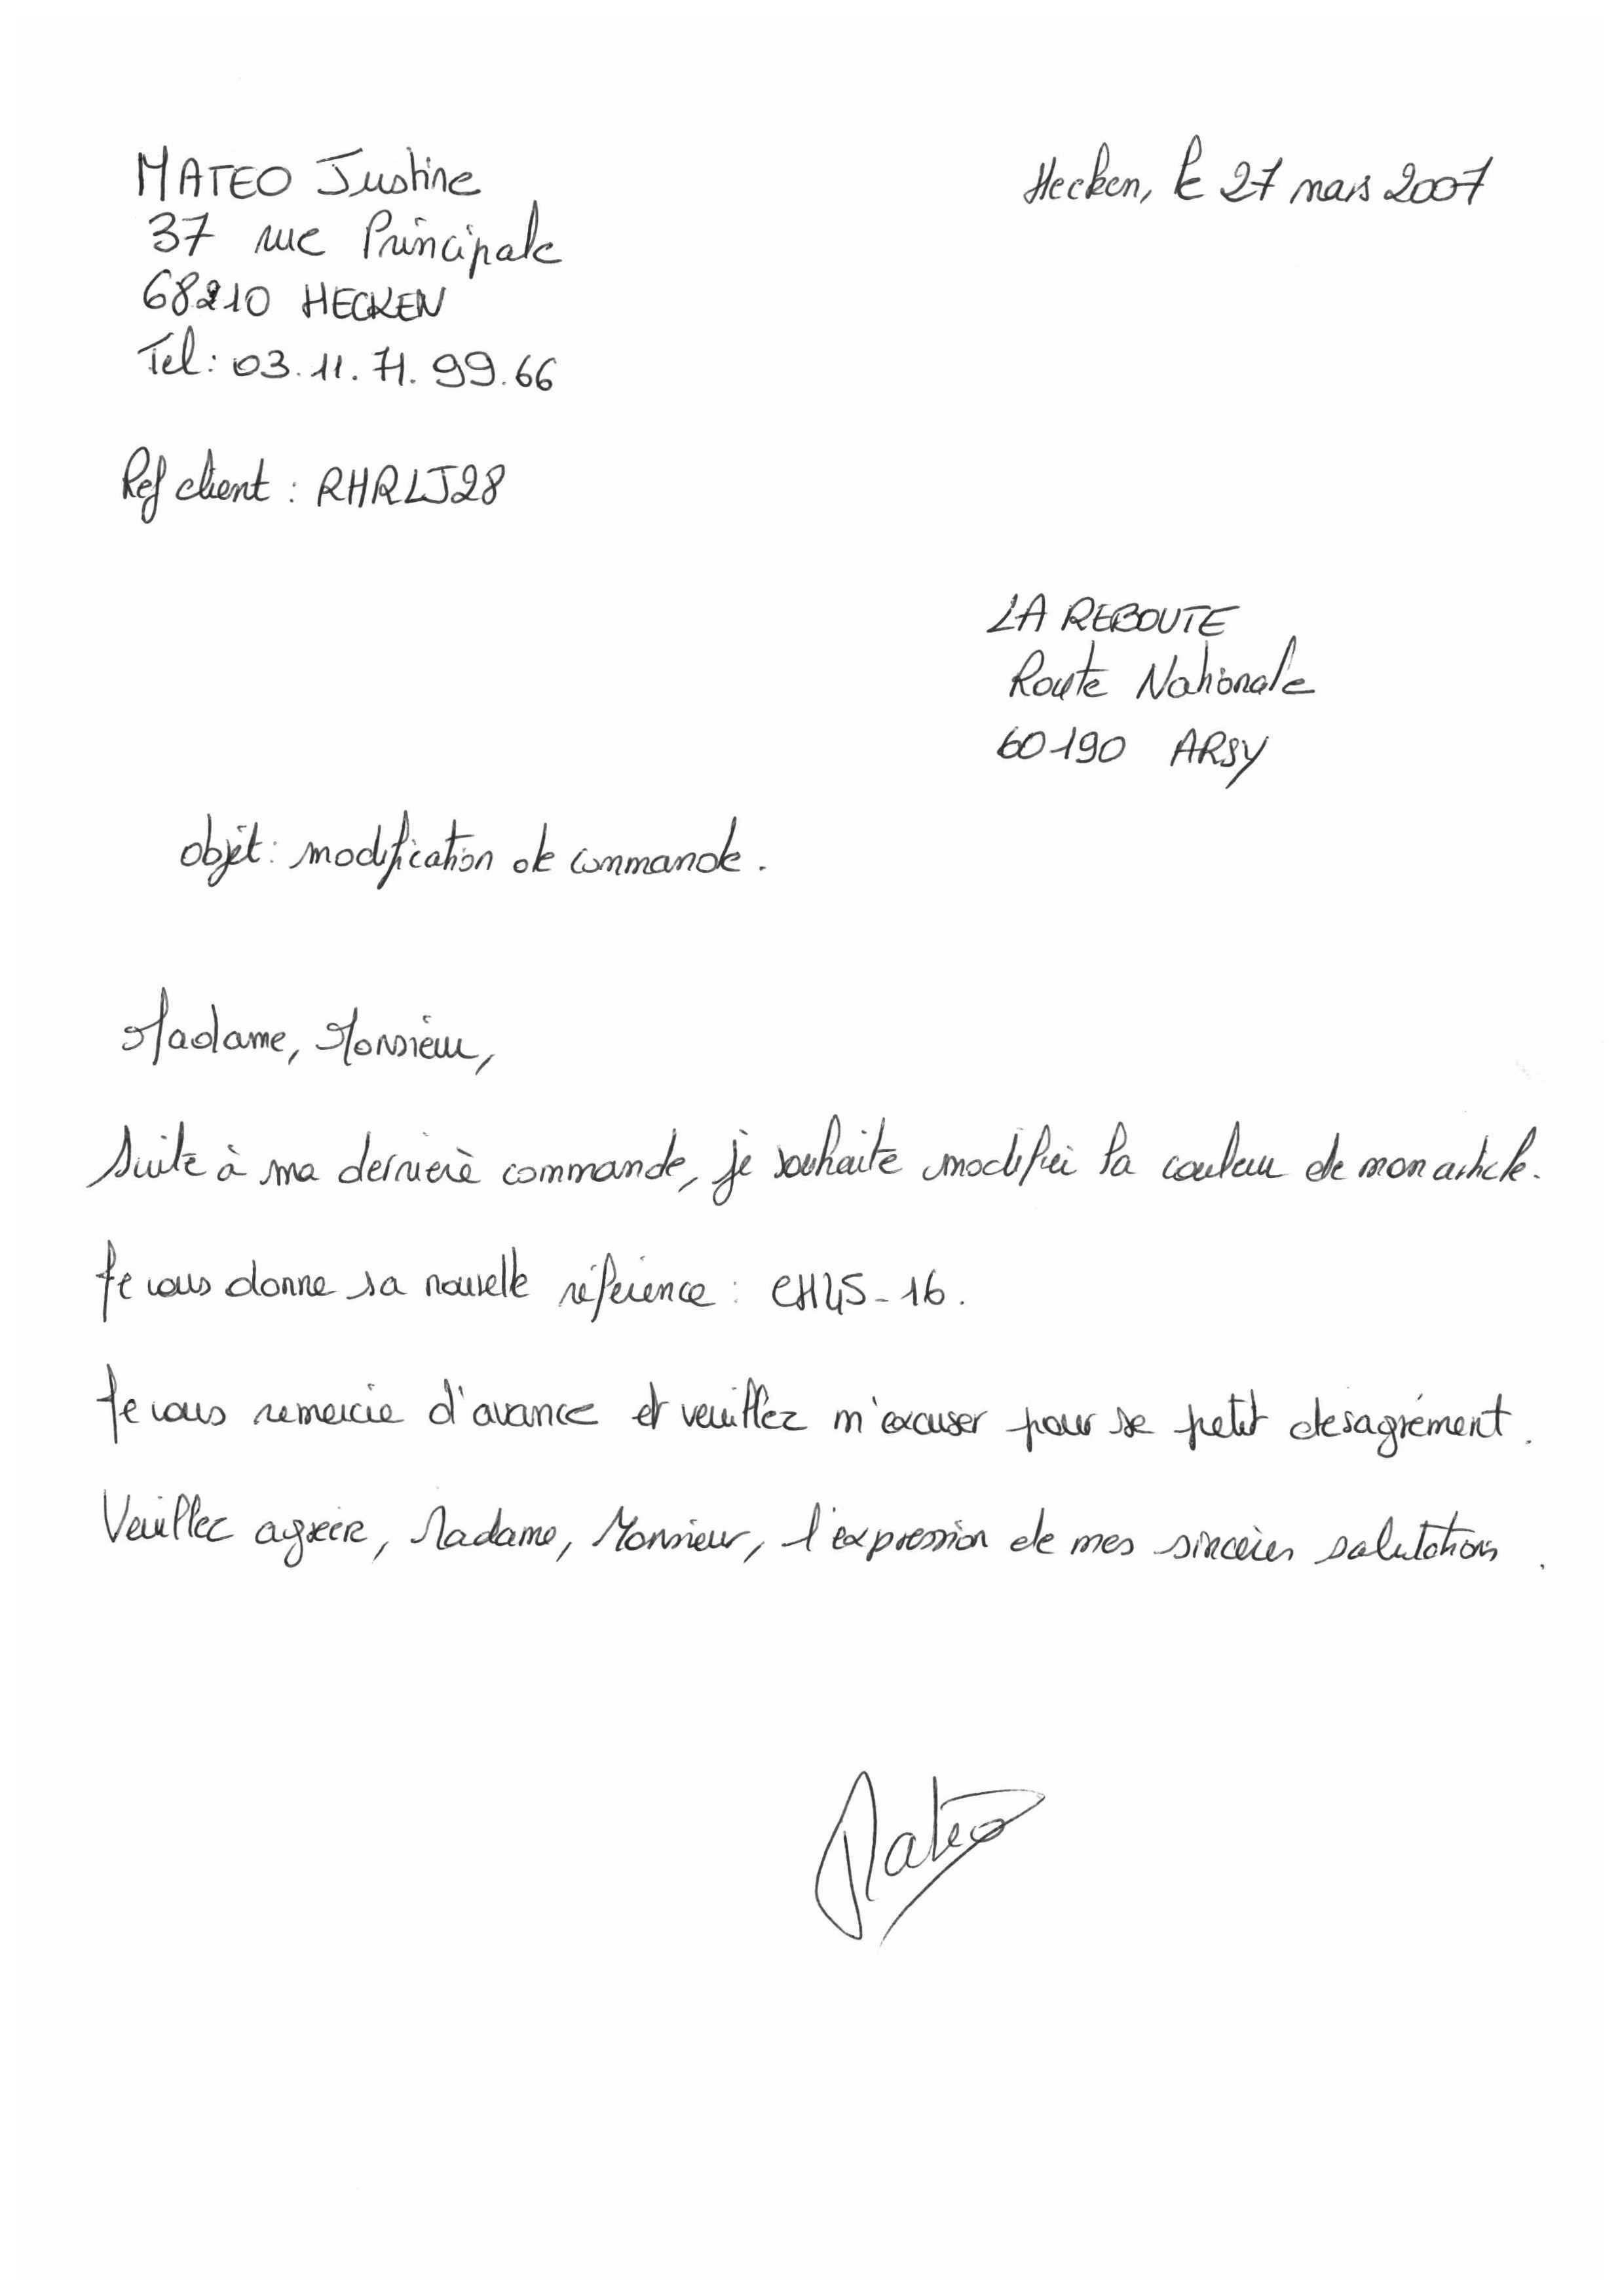 MATEO Justine
Hecken, le 27 mars 2007
37 rue Principale
68210 HECKEN
Tel: 03.11.71.99.66
Ref client : RHRLJ28
LA REBOUTE
Route Nationale
60190 ARSY
objet: modification de commande.
Madame, Monsieur,
Suite à ma dernière commande, je souhaite modifier la couleur de mon article.
Je vous donne sa nouvelle référence : CH45-16.
Je vous remercie d'avance et veuillez m'excuser pour se petit desagrément.
Veuillez agréer, Madame, Monsieur, l'expression de mes sincères salutations.
Mateo